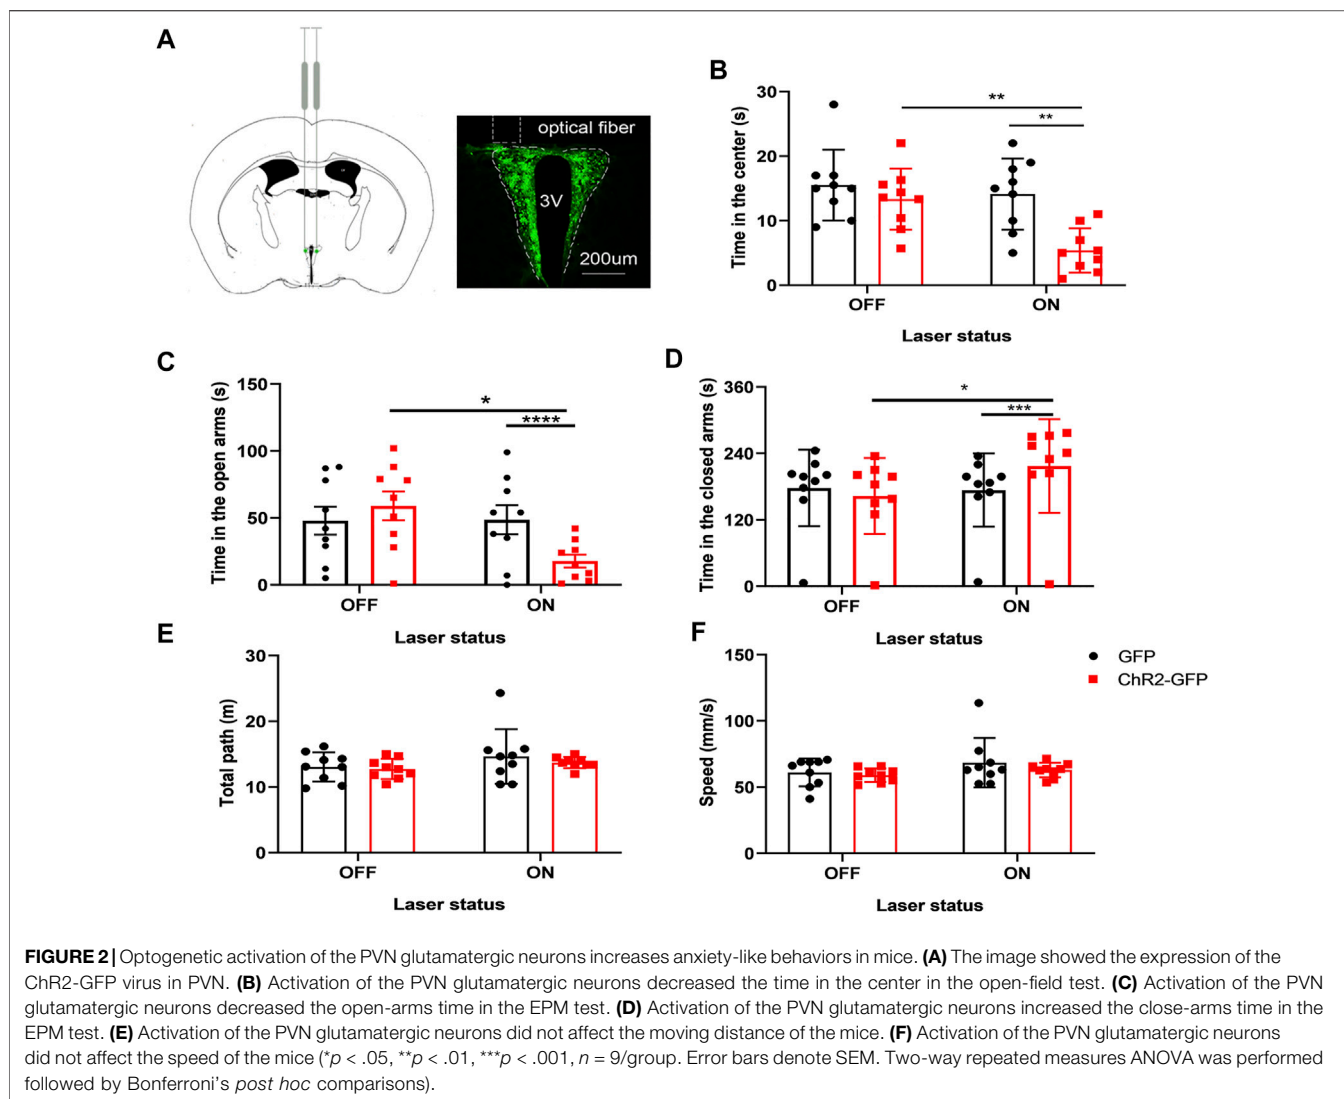 A
optical fiber
3V
200um
B
Time in the center (s)
30
20
10
0
**
**
OFF
ON
Laser status
C
Time in the open arms (s)
150
100
50
0
*
****
OFF
ON
Laser status
D
Time in the closed arms (s)
360
240
120
0
*
***
OFF
ON
Laser status
E
Total path (m)
30
20
10
0
OFF
ON
Laser status
F
Speed (mm/s)
150
100
50
0
OFF
ON
Laser status
GFP
ChR2-GFP
FIGURE 2 | Optogenetic activation of the PVN glutamatergic neurons increases anxiety-like behaviors in mice. (A) The image showed the expression of the
ChR2-GFP virus in PVN. (B) Activation of the PVN glutamatergic neurons decreased the time in the center in the open-field test. (C) Activation of the PVN
glutamatergic neurons decreased the open-arms time in the EPM test. (D) Activation of the PVN glutamatergic neurons increased the close-arms time in the
EPM test. (E) Activation of the PVN glutamatergic neurons did not affect the moving distance of the mice. (F) Activation of the PVN glutamatergic neurons
did not affect the speed of the mice (*p < .05, **p < .01, ***p < .001, n = 9/group. Error bars denote SEM. Two-way repeated measures ANOVA was performed
followed by Bonferroni's post hoc comparisons).